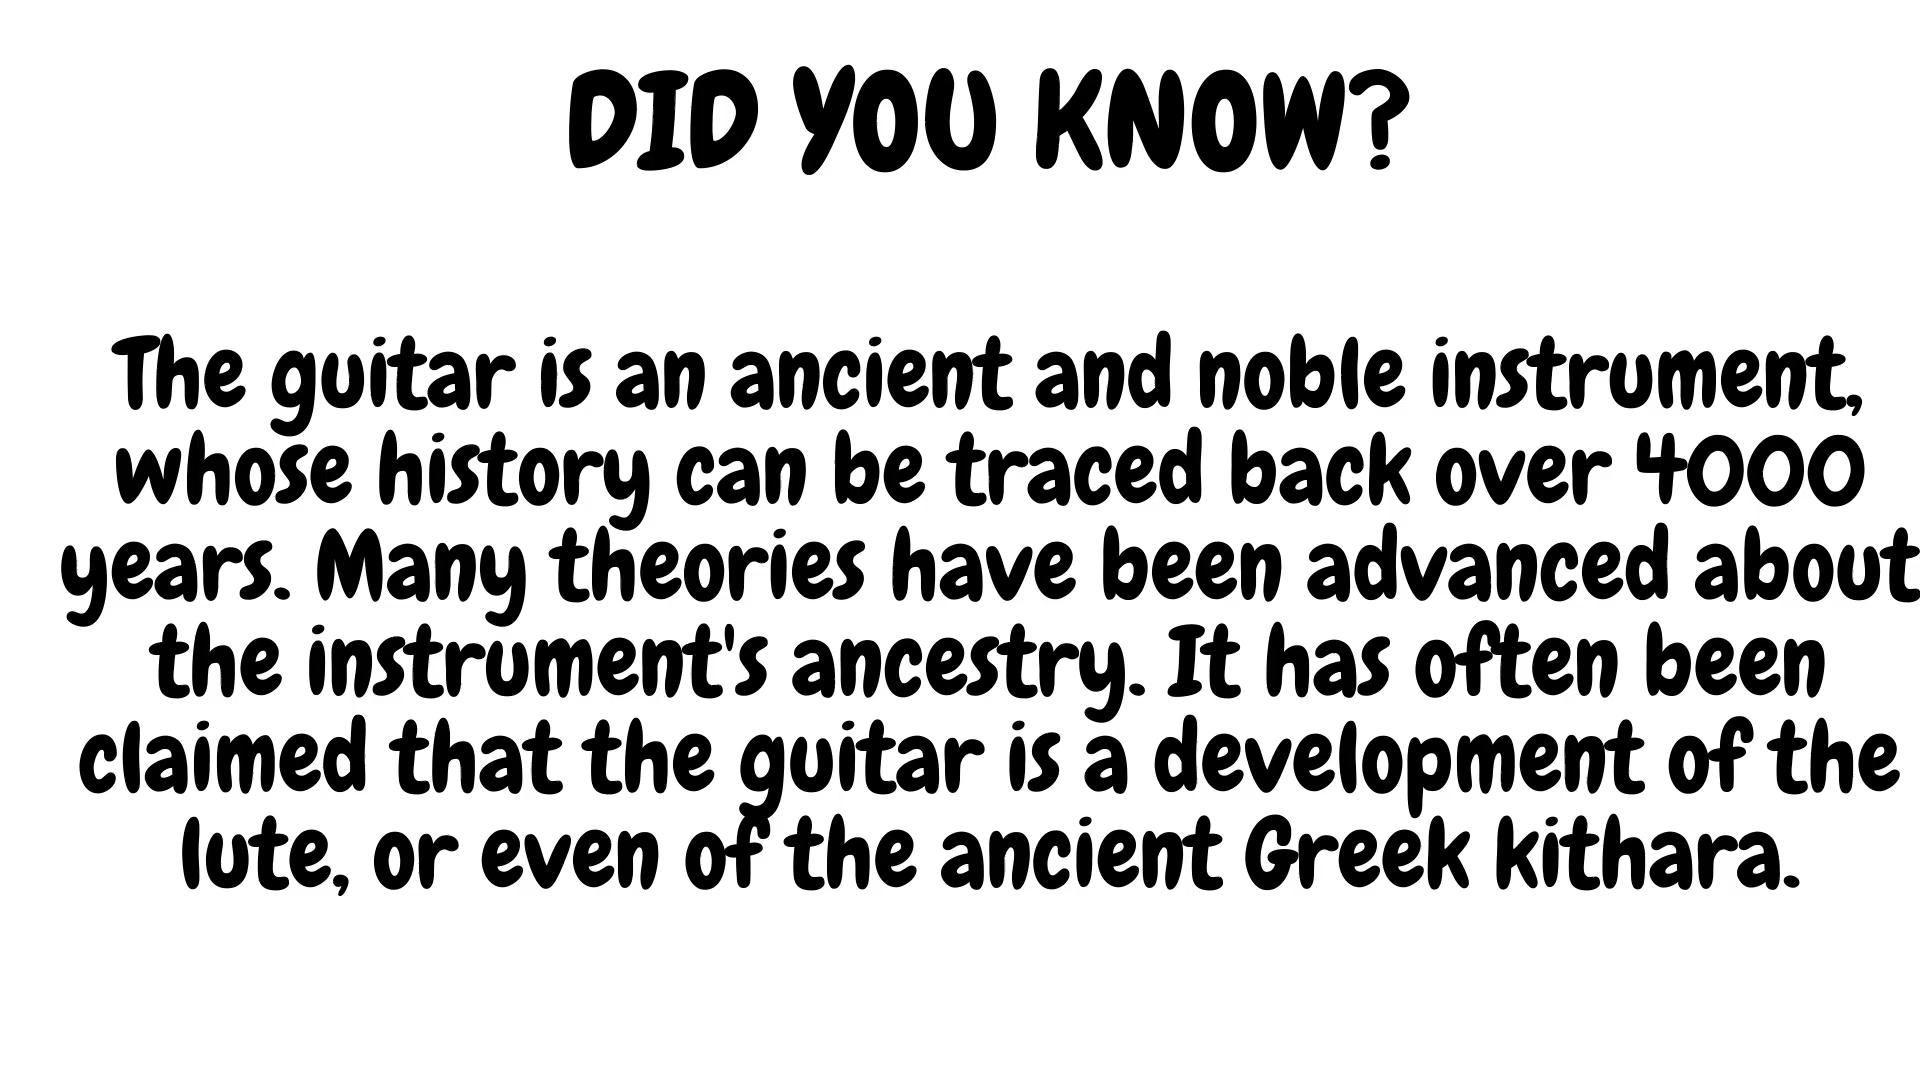 DID YOU KNOW?
The guitar is an ancient and noble instrument,
whose history can be traced back over 4000
years. Many theories have been advanced about
the instrument's ancestry. It has often been
claimed that the guitar is a development of the
lute, or even of the ancient Greek kithara.